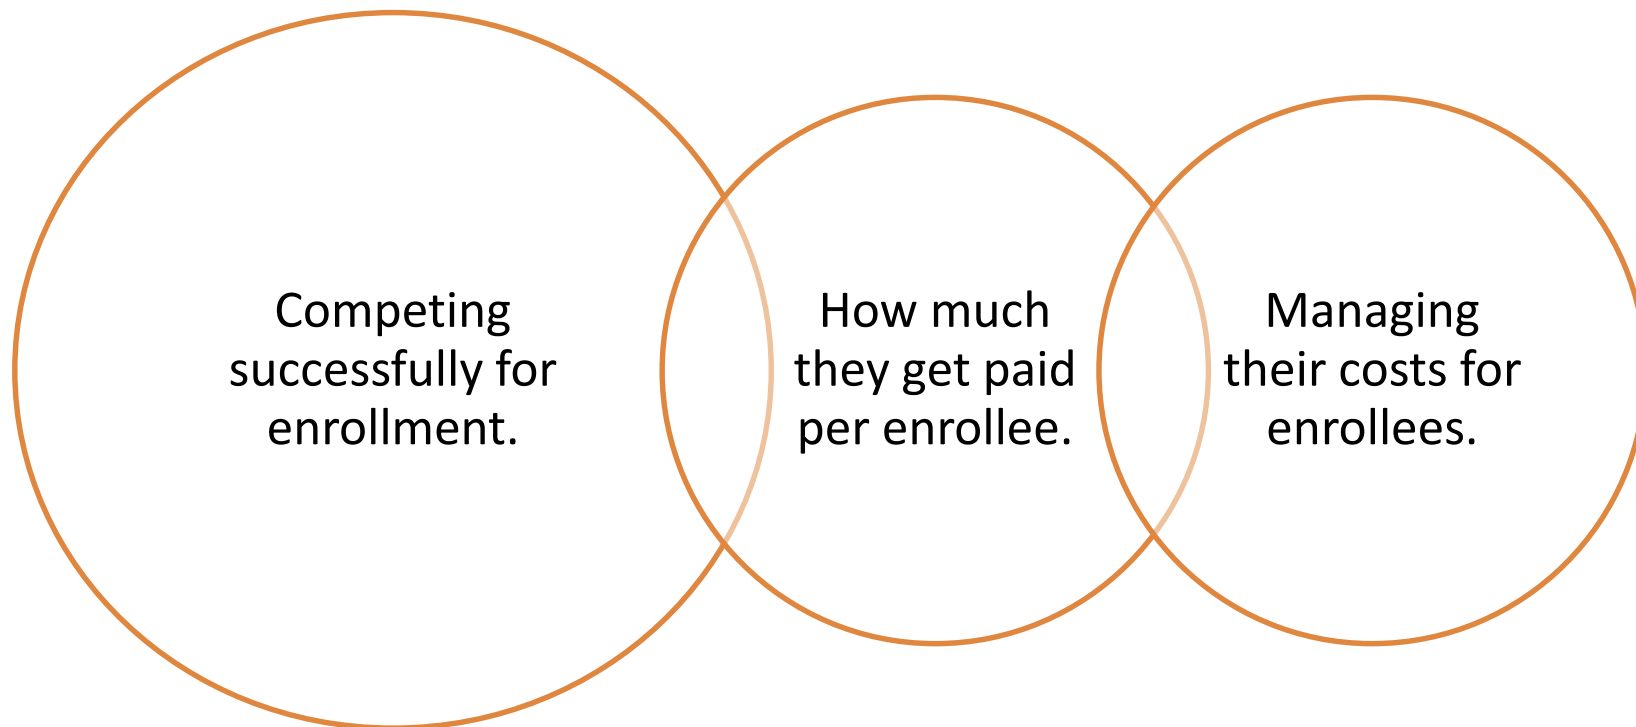 Competing
successfully for
enrollment.
How much
they get paid
per enrollee.
Managing
their costs for
enrollees.